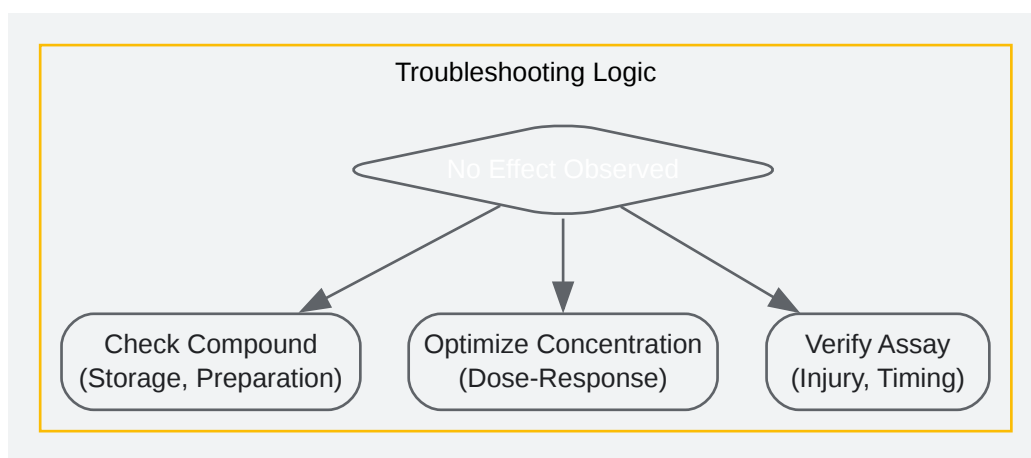 Troubleshooting Logic
No Effect Observed
Check Compound
(Storage, Preparation)
Optimize Concentration
(Dose-Response)
Verify Assay
(Injury, Timing)